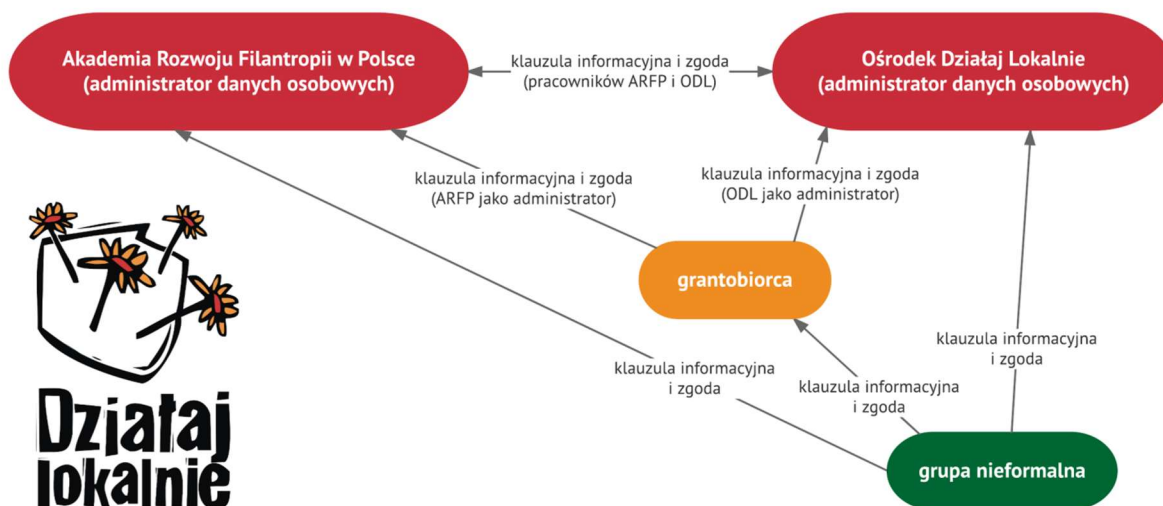 Akademia Rozwoju Filantropii w Polsce
(administrator danych osobowych)
klauzula informacyjna i zgoda
(pracowników ARFP i ODL)
Ośrodek Działaj Lokalnie
(administrator danych osobowych)
klauzula informacyjna i zgoda
(ARFP jako administrator)
klauzula informacyjna i zgoda
(ODL jako administrator)
grantobiorca
klauzula informacyjna
i zgoda
klauzula informacyjna
i zgoda
klauzula informacyjna
i zgoda
grupa nieformalna
Działaj
lokalnie